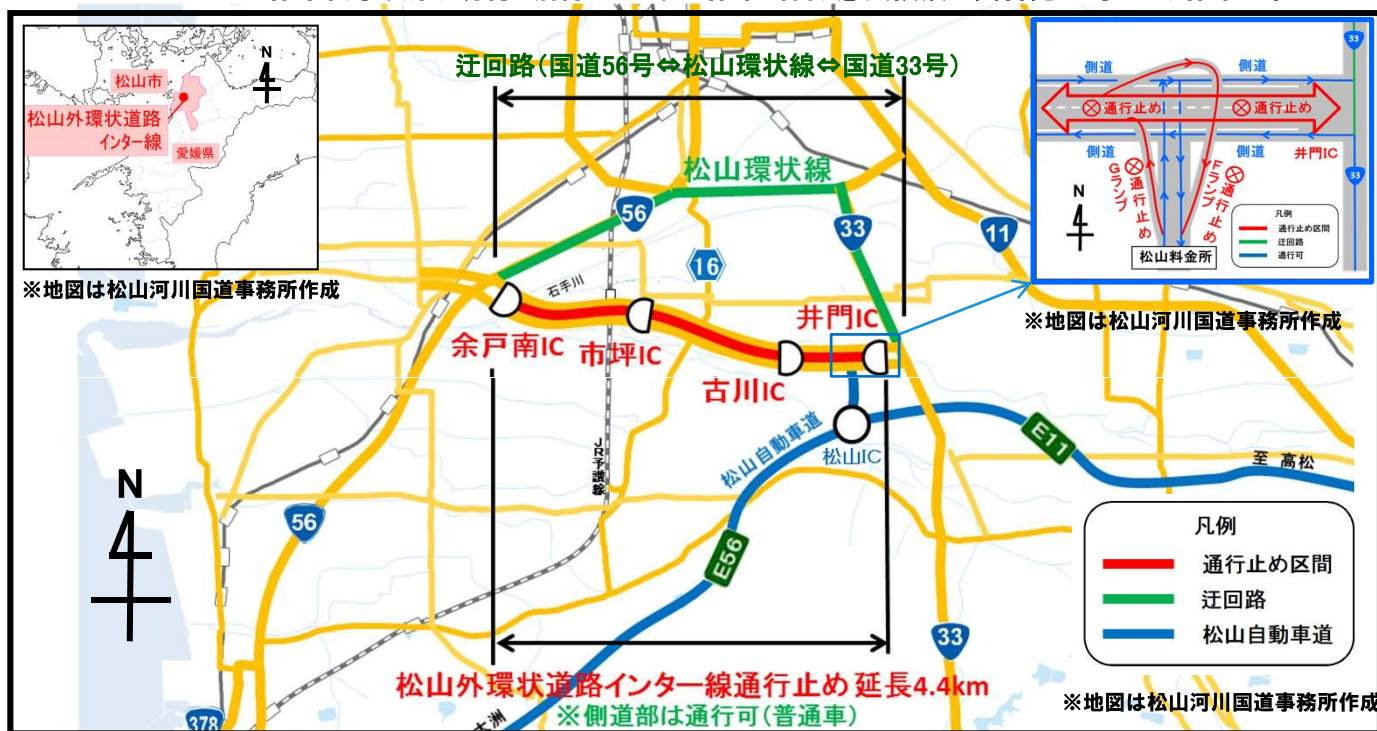 N
松山市
松山外環状道路
インター線
愛媛県
※地図は松山河川国道事務所作成
迂回路(国道56号⇔松山環状線⇔国道33号)
松山環状線
56
33
11
16
石手川
余戸南IC
市坪IC
古川IC
井門IC
松山自動車道
松山IC
JR予讃線
E11
至 高松
E56
56
33
378
大洲
N
松山外環状道路インター線通行止め 延長4.4km
※側道部は通行可(普通車)
33
側道
側道
通行止め
通行止め
側道
側道
井門IC
33
Gランプ
通行止め
Fランプ
通行止め
N
松山料金所
凡例
通行止め区間
迂回路
通行可
※地図は松山河川国道事務所作成
凡例
通行止め区間
迂回路
松山自動車道
※地図は松山河川国道事務所作成